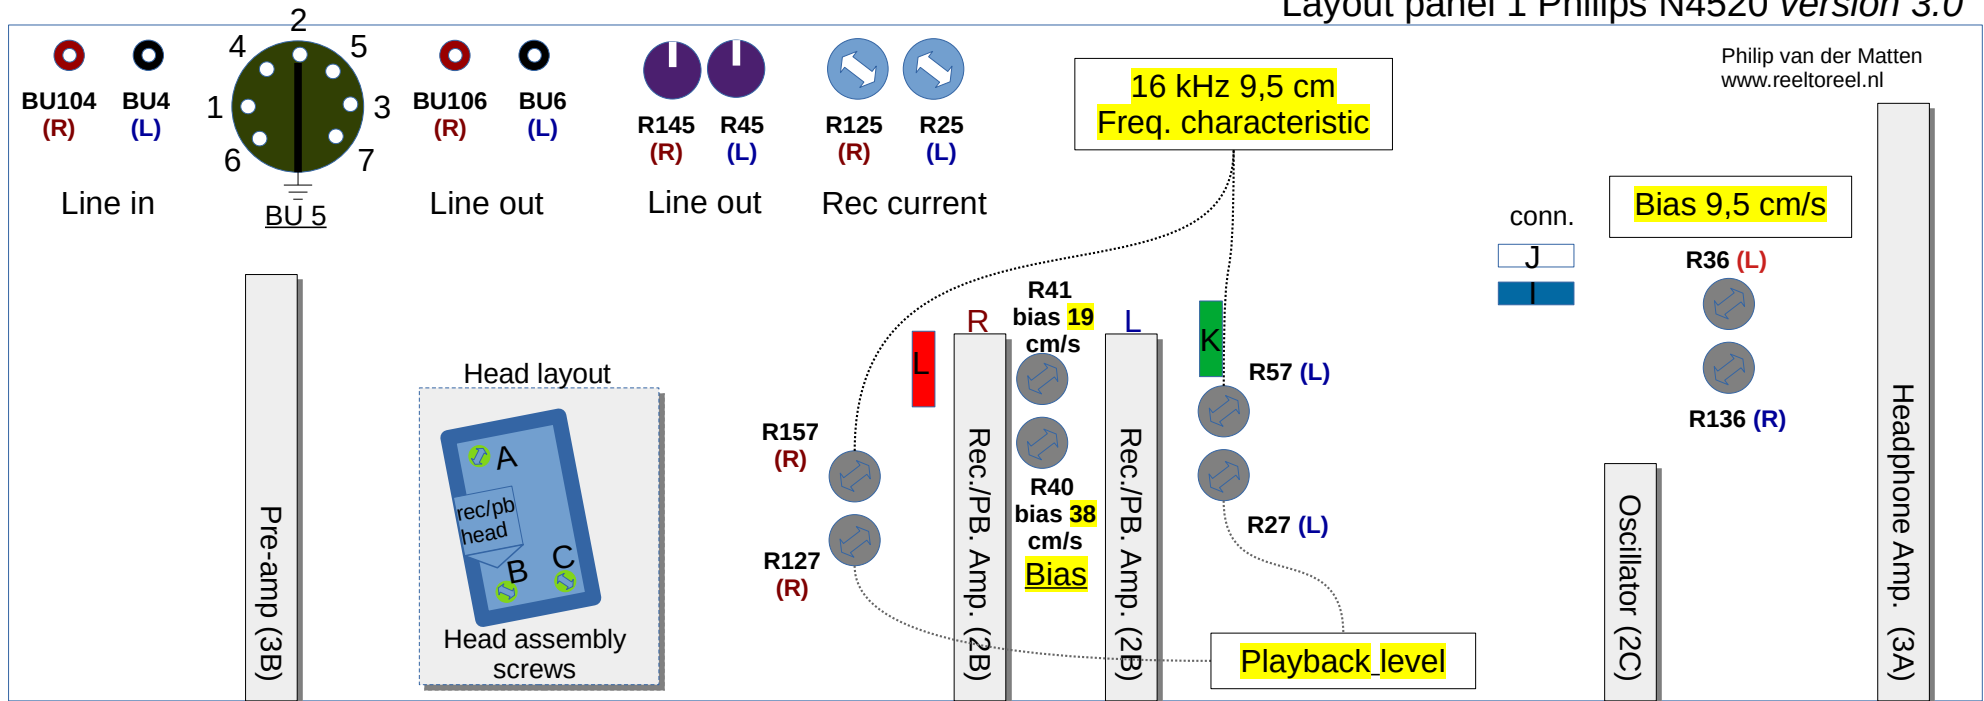 Layout panel 1 Philips N4520 version 3.0
Philip van der Matten
www.reeltoreel.nl
2
4
5
1
3
6
7
BU 5
BU104
(R)
BU4
(L)
Line in
BU106
(R)
BU6
(L)
Line out
R145
(R)
R45
(L)
Line out
R125
(R)
R25
(L)
Rec current
16 kHz 9,5 cm
Freq. characteristic
conn.
J
I
Bias 9,5 cm/s
R36 (L)
R136 (R)
Pre-amp (3B)
Head layout
A
rec/pb
head
B
C
Head assembly
screws
R157
(R)
R127
(R)
L
R
Rec./PB. Amp. (2B)
R41
bias 19
cm/s
R40
bias 38
cm/s
Bias
L
Rec./PB. Amp. (2B)
K
R57 (L)
R27 (L)
Playback level
Oscillator (2C)
Headphone Amp. (3A)